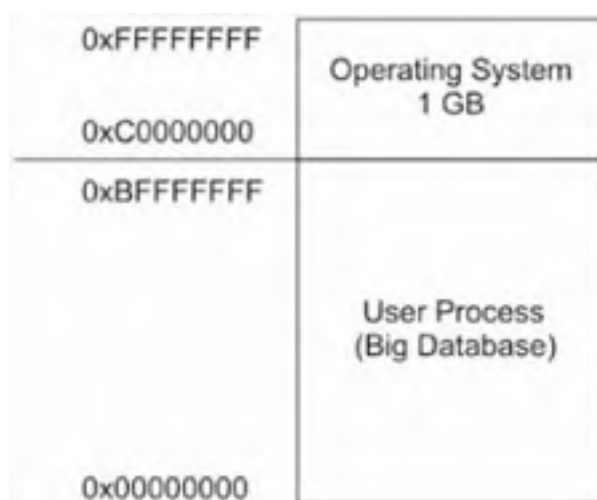 0xFFFFFFFF
Operating System
1 GB
0xC0000000
0xBFFFFFFF
User Process
(Big Database)
0x00000000